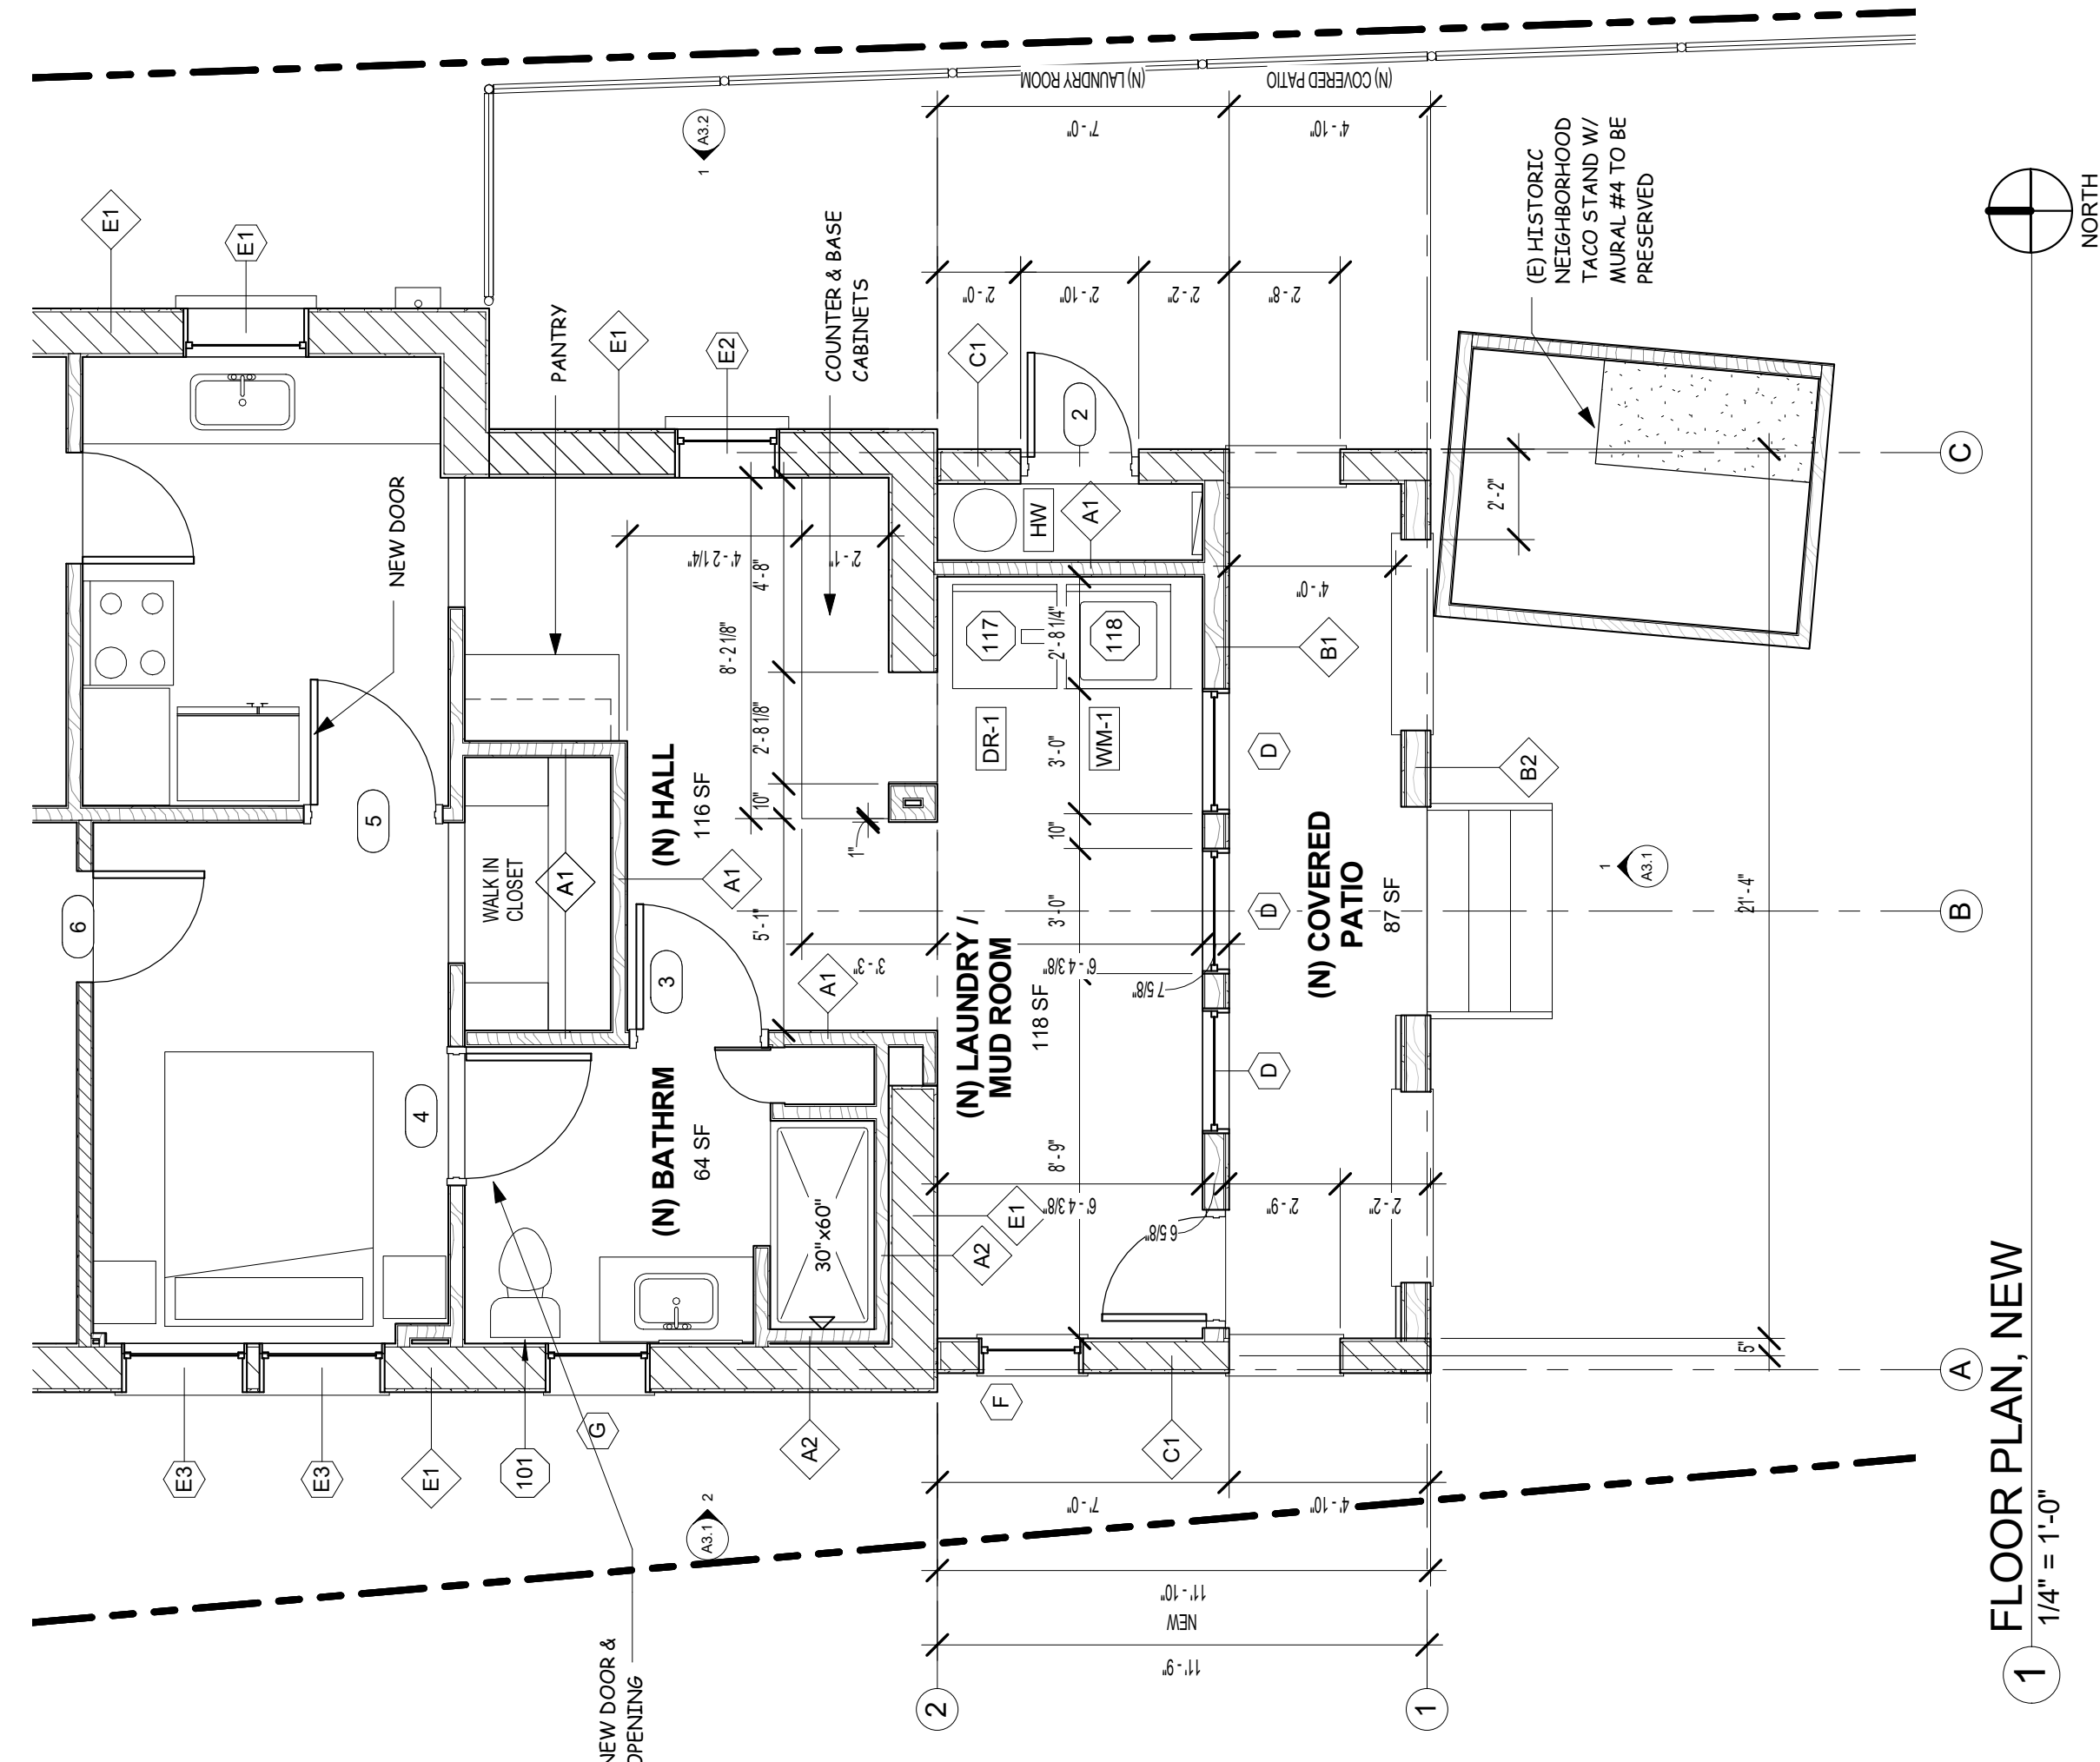 E1
E1
1
A3.2
(N) LAUNDRY ROOM
(N) COVERED PATIO
7' - 0"
4' - 10"
(E) HISTORIC
NEIGHBORHOOD
TACO STAND W/
MURAL #4 TO BE
PRESERVED
NORTH
PANTRY
E1
E2
COUNTER & BASE
CABINETS
C1
2' - 0"
2' - 10"
2' - 2"
2' - 8"
2
NEW DOOR
HW
A1
2' - 2"
C
4' - 2 1/4"
2' - 1"
4' - 8"
8' - 2 1/8"
2' - 8 1/8"
10"
1"
4' - 0"
117
118
2' - 8 1/4"
B1
DR-1
WM-1
3' - 0"
D
B2
5
6
WALK IN
CLOSET
A1
(N) HALL
116 SF
A1
10"
3' - 0"
D
(N) COVERED
PATIO
87 SF
1
A3.1
21' - 4"
B
3
5' - 1"
A1
3' - 3"
(N) LAUNDRY /
MUD ROOM
118 SF
6' - 4 3/8"
7 5/8"
D
4
(N) BATHRM
64 SF
30"x60"
8' - 9"
6' - 4 3/8"
6 5/8"
2' - 9"
2' - 2"
E1
A2
5"
A
E3
E3
E1
101
G
A2
F
C1
A3.1
2
7' - 0"
4' - 10"
11' - 10"
NEW
11' - 9"
NEW DOOR &
OPENING
2
1
1
FLOOR PLAN, NEW
1/4" = 1'-0"